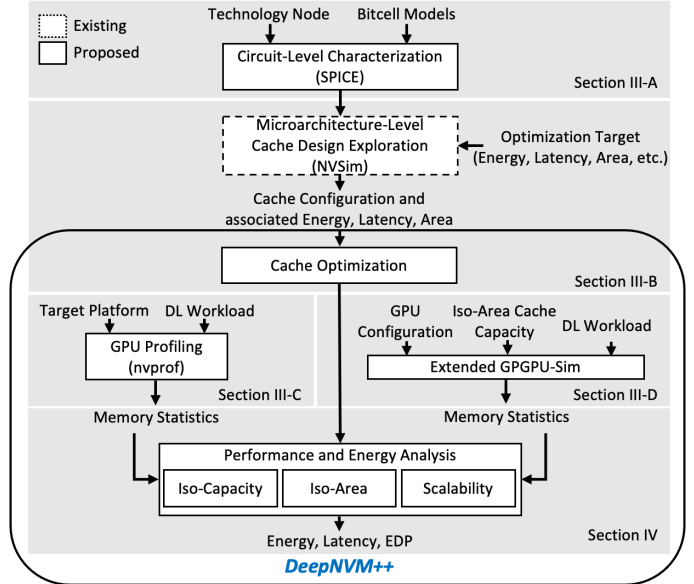 Existing
Proposed
Technology Node
Bitcell Models
Circuit-Level Characterization
(SPICE)
Section III-A
Microarchitecture-Level
Cache Design Exploration
(NVSim)
Optimization Target
(Energy, Latency, Area, etc.)
Cache Configuration and
associated Energy, Latency, Area
Cache Optimization
Section III-B
Target Platform
DL Workload
GPU Profiling
(nvprof)
Section III-C
GPU
Configuration
Iso-Area Cache
Capacity
DL Workload
Extended GPGPU-Sim
Section III-D
Memory Statistics
Memory Statistics
Performance and Energy Analysis
Iso-Capacity
Iso-Area
Scalability
Energy, Latency, EDP
Section IV
DeepNVM++